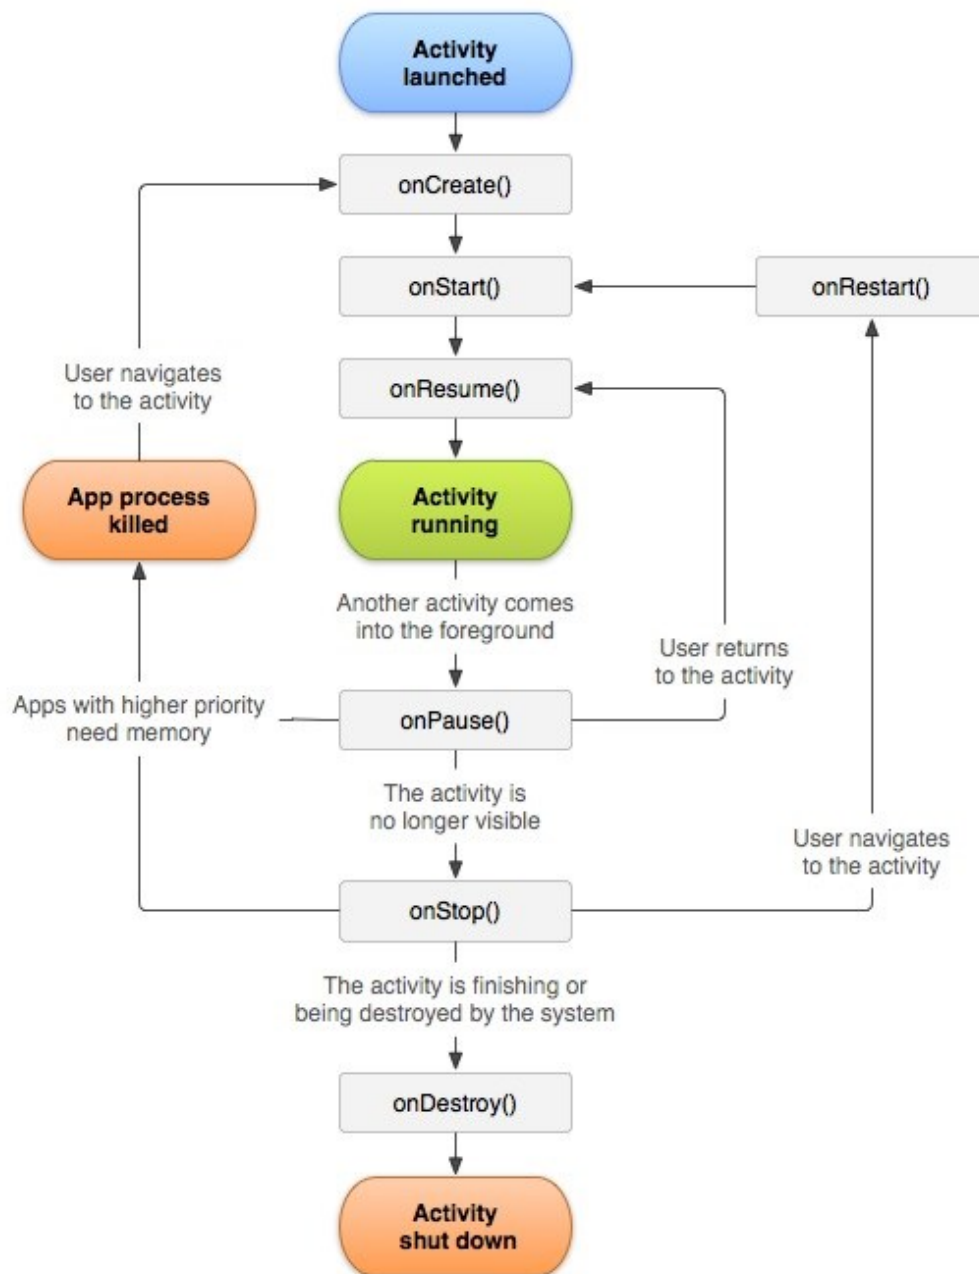 Activity
launched
onCreate()
onStart()
onRestart()
onResume()
User navigates
to the activity
App process
killed
Activity
running
Another activity comes
into the foreground
User returns
to the activity
Apps with higher priority
need memory
onPause()
The activity is
no longer visible
User navigates
to the activity
onStop()
The activity is finishing or
being destroyed by the system
onDestroy()
Activity
shut down